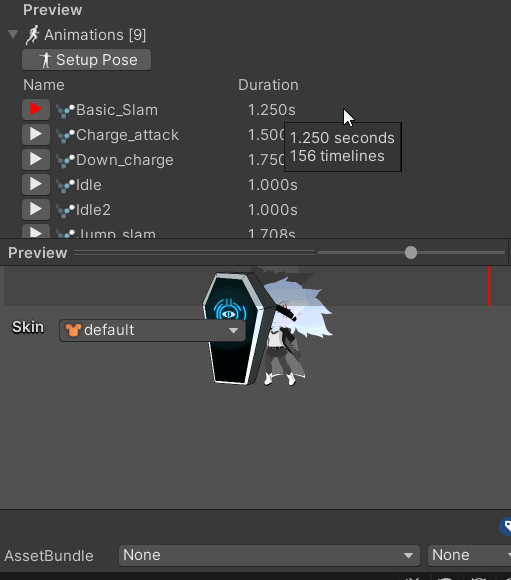 Preview
Animations [9]
Setup Pose
Name Duration
Basic_Slam 1.250s
Charge_attack 1.500
Down_charge 1.750
1.250 seconds
156 timelines
Idle 1.000s
Idle2 1.000s
Jump_slam 1.708s
Preview
Skin default
AssetBundle None None